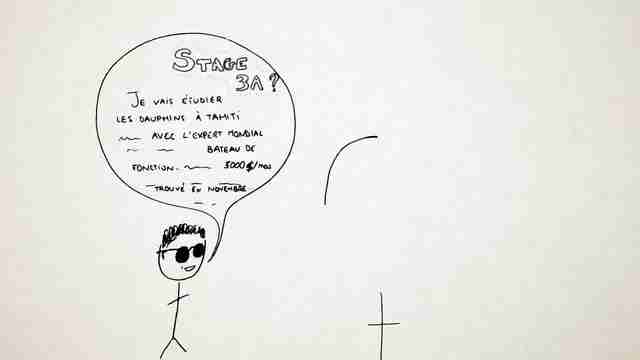 STAGE
3A ?
JE VAIS ÉTUDIER
LES DAUPHINS À TAHITI
AVEC L'EXPERT MONDIAL
BATEAU DE
FONCTION. 3000 $/mois
TROUVÉ EN NOVEMBRE